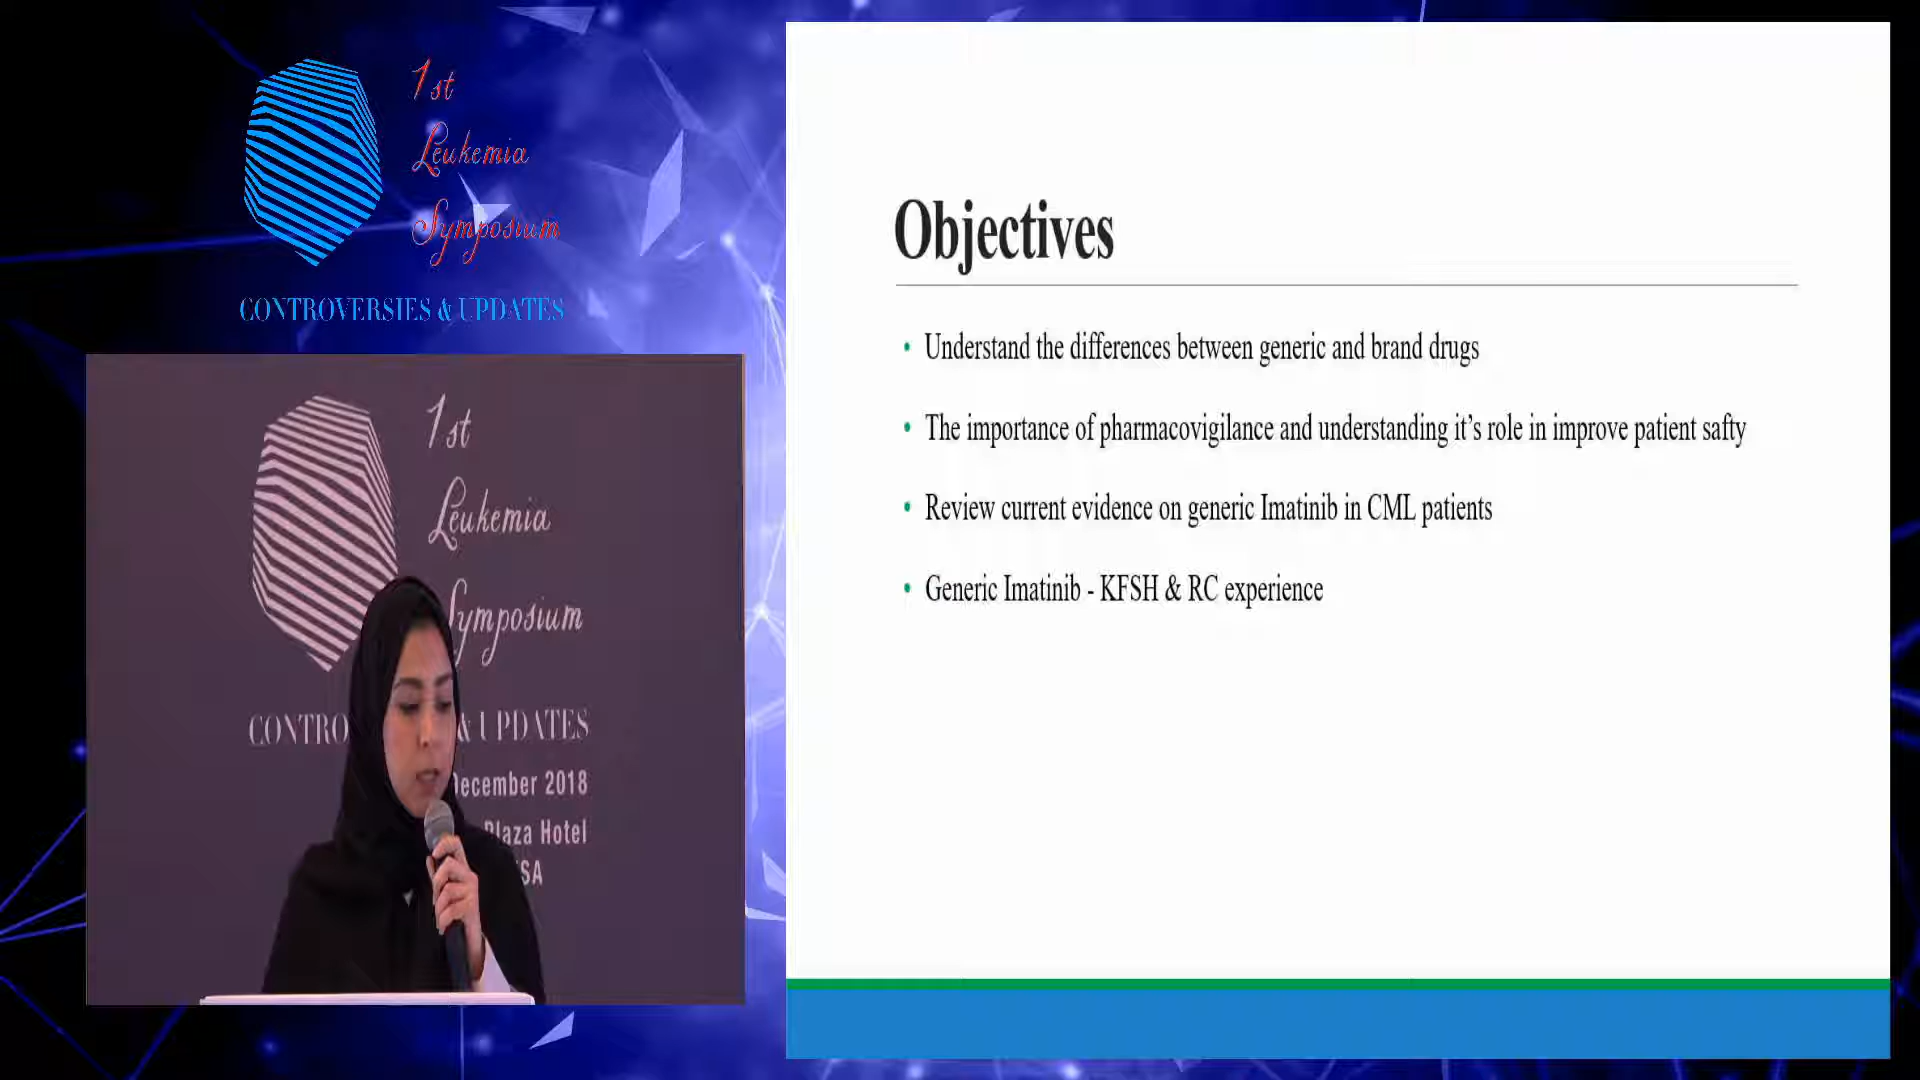 1st
Leukemia
Symposium
CONTROVERSIES & UPDATES
1st
Leukemia
Symposium
& UPDATES
December 2018
Plaza Hotel
Objectives
• Understand the differences between generic and brand drugs
• The importance of pharmacovigilance and understanding it’s role in improve patient safty
• Review current evidence on generic Imatinib in CML patients
• Generic Imatinib - KFSH & RC experience